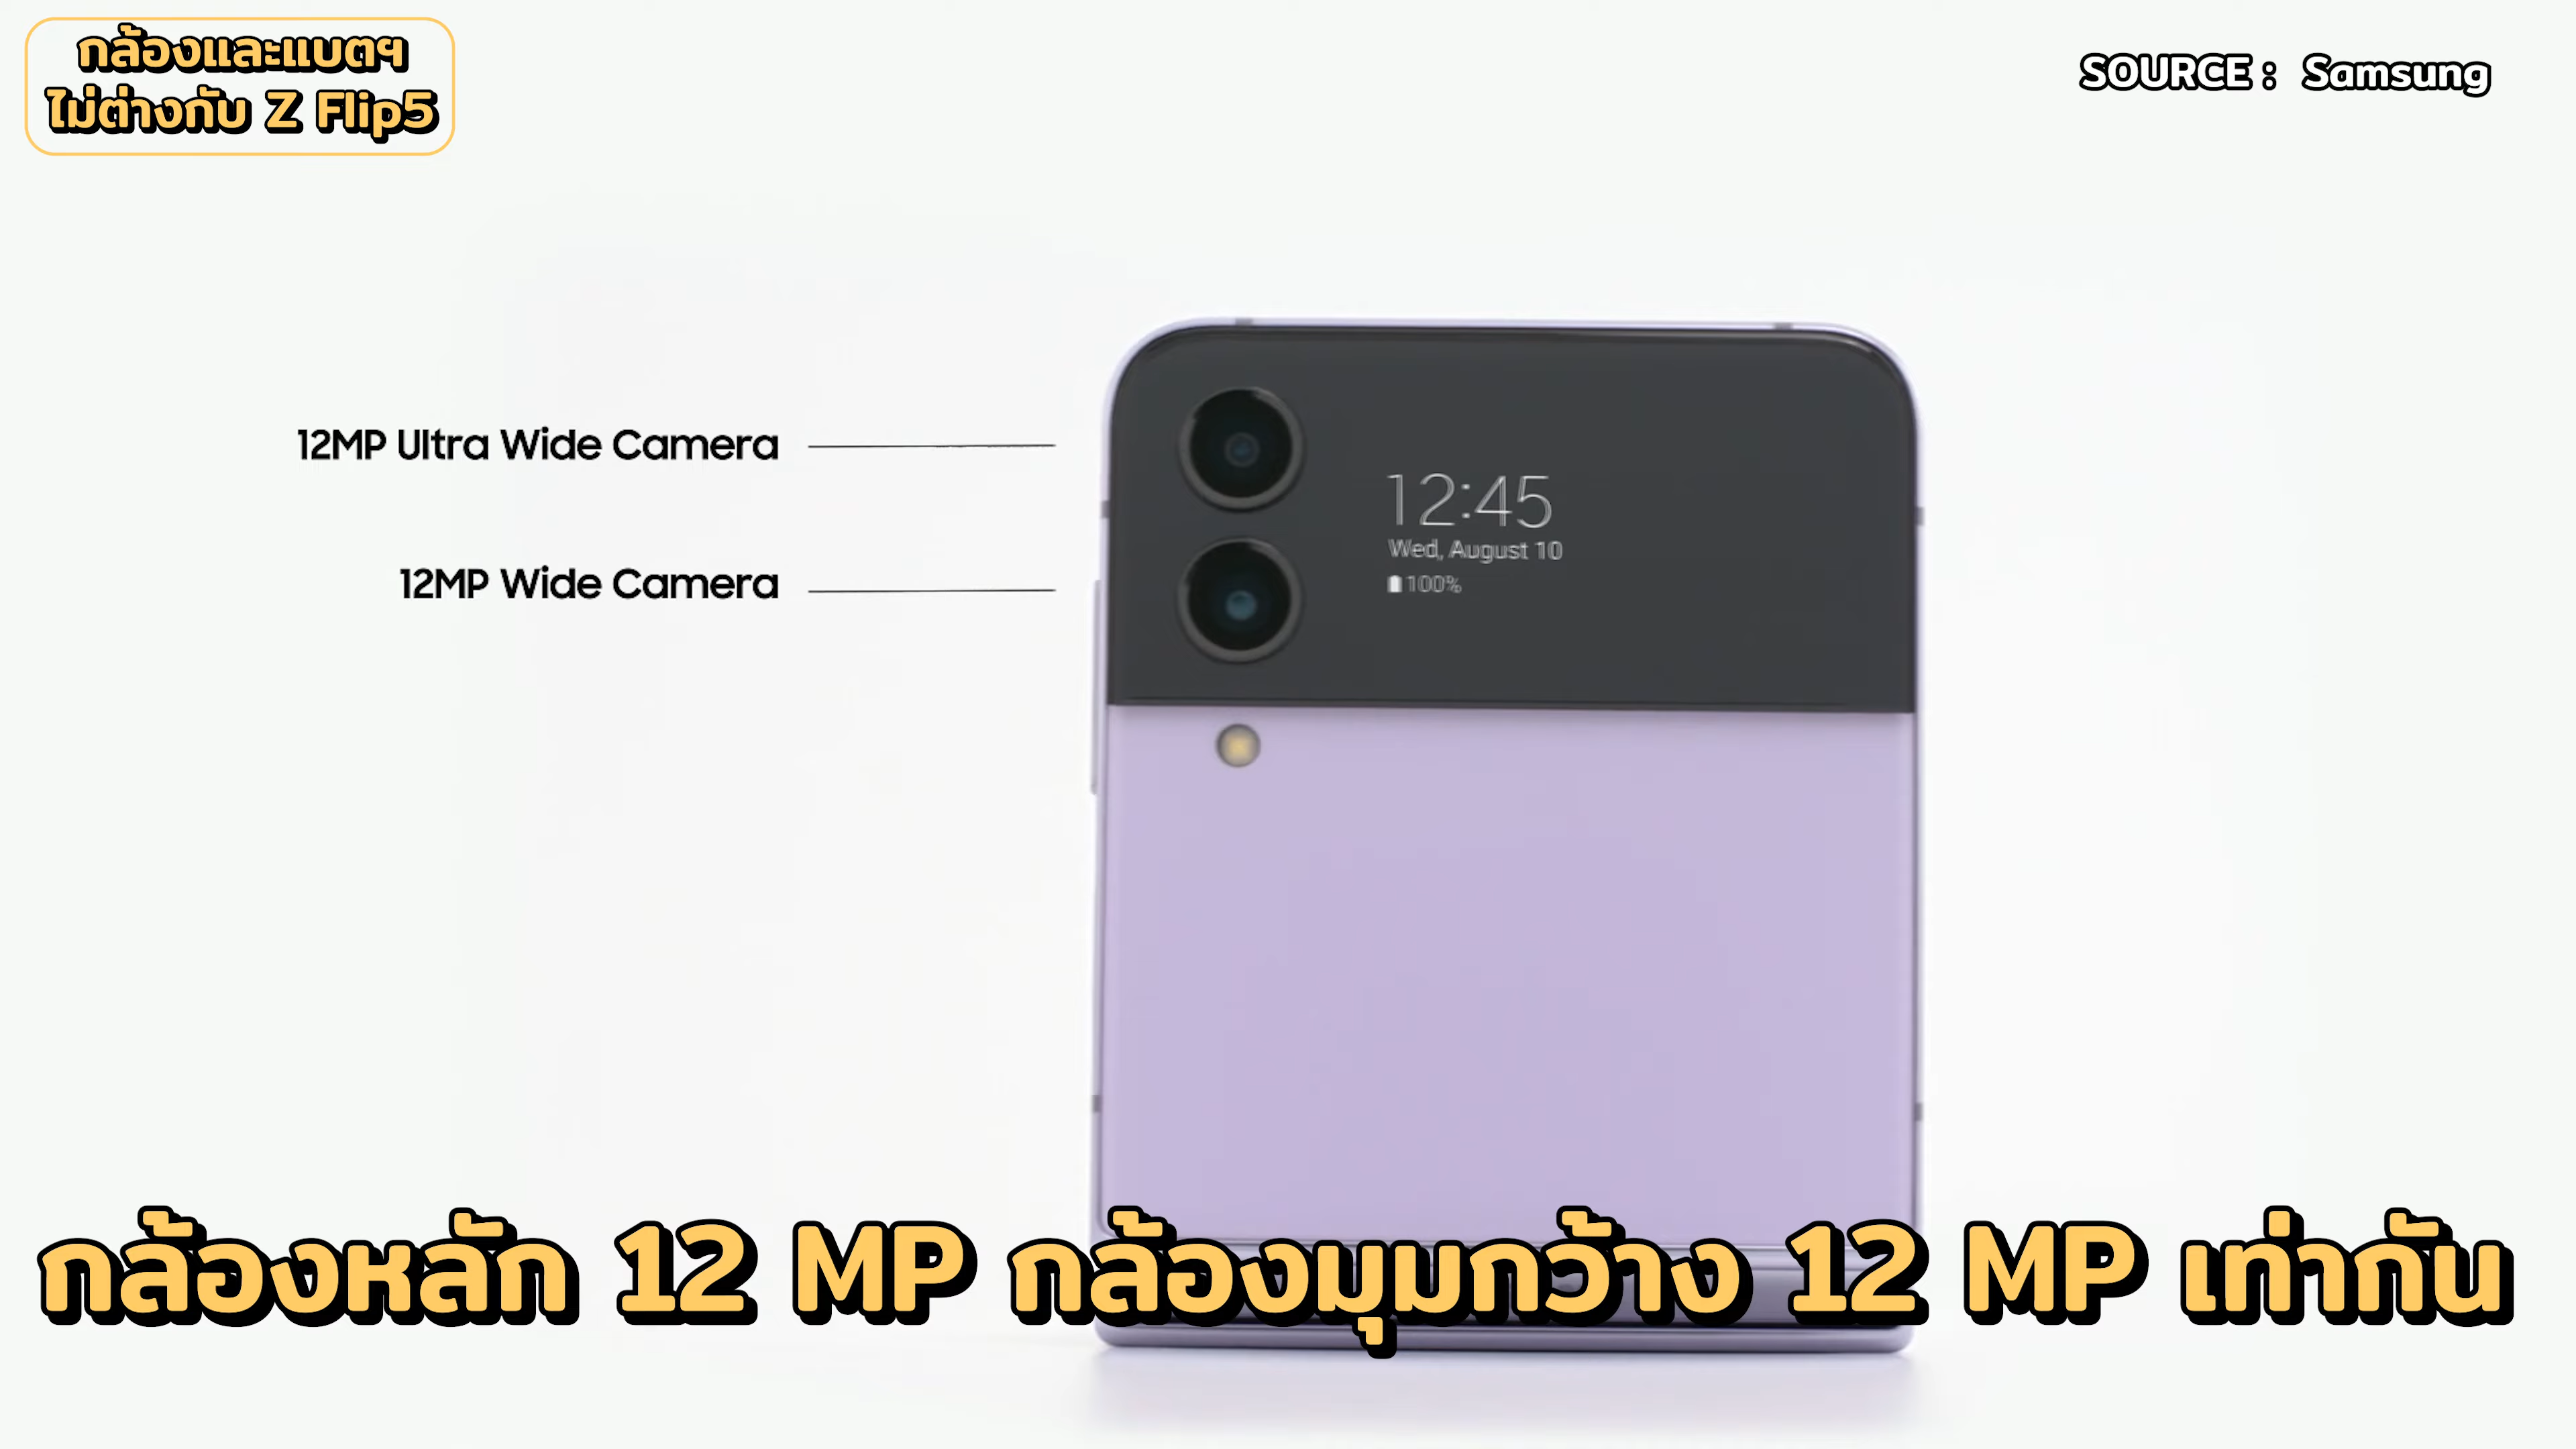 กล้องและแบตฯ
ไม่ต่างกับ Z Flip5
SOURCE : Samsung
12MP Ultra Wide Camera
12MP Wide Camera
12:45
Wed, August 10
100%
กล้องหลัก 12 MP กล้องมุมกว้าง 12 MP เท่ากัน